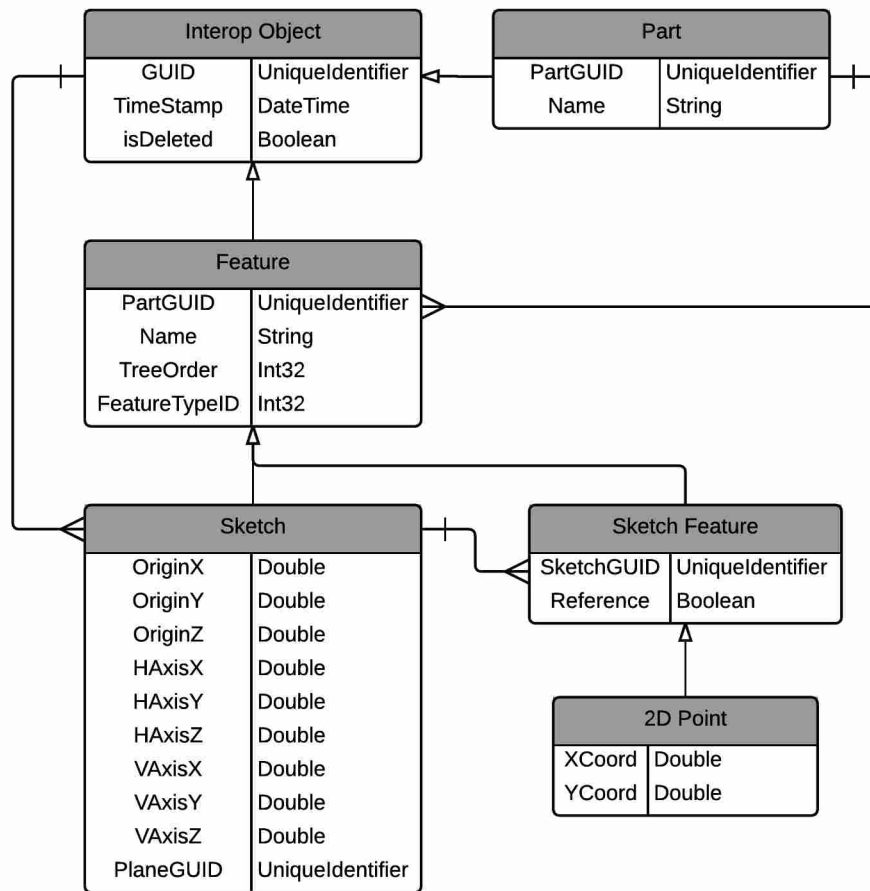 Interop Object
GUID UniqueIdentifier
TimeStamp DateTime
isDeleted Boolean
Part
PartGUID UniqueIdentifier
Name String
Feature
PartGUID UniqueIdentifier
Name String
TreeOrder Int32
FeatureTypeID Int32
Sketch
OriginX Double
OriginY Double
OriginZ Double
HAxisX Double
HAxisY Double
HAxisZ Double
VAxisX Double
VAxisY Double
VAxisZ Double
PlaneGUID UniqueIdentifier
Sketch Feature
SketchGUID UniqueIdentifier
Reference Boolean
2D Point
XCoord Double
YCoord Double